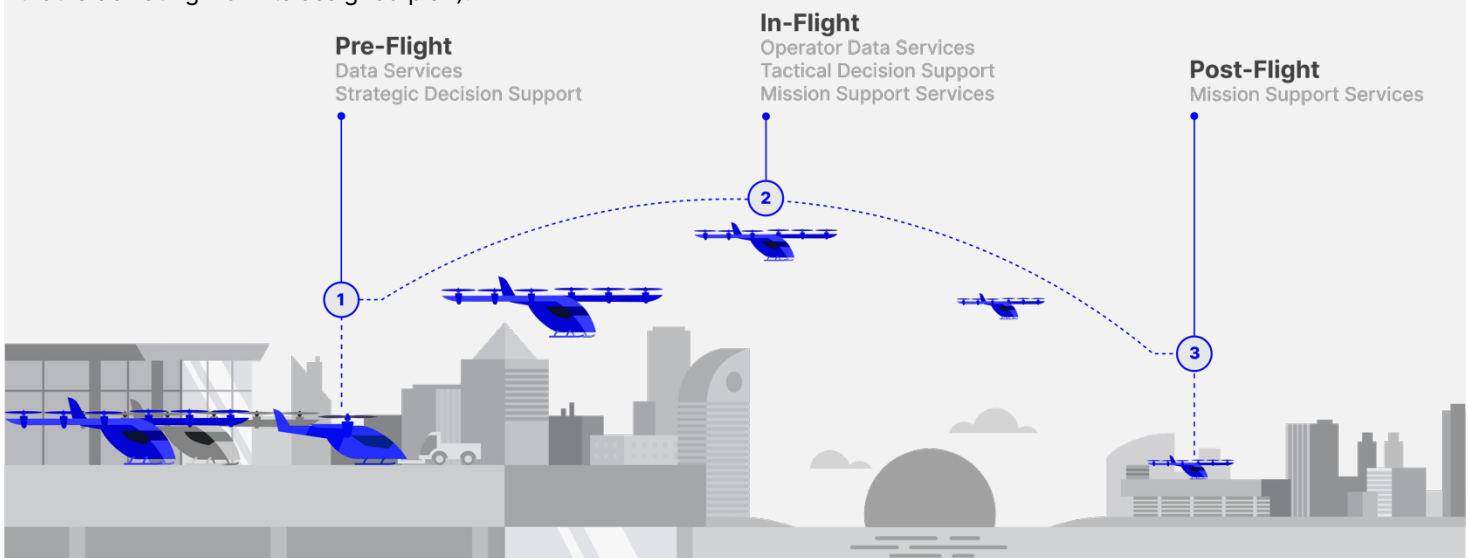 Pre-Flight
Data Services
Strategic Decision Support
In-Flight
Operator Data Services
Tactical Decision Support
Mission Support Services
Post-Flight
Mission Support Services
1
2
3